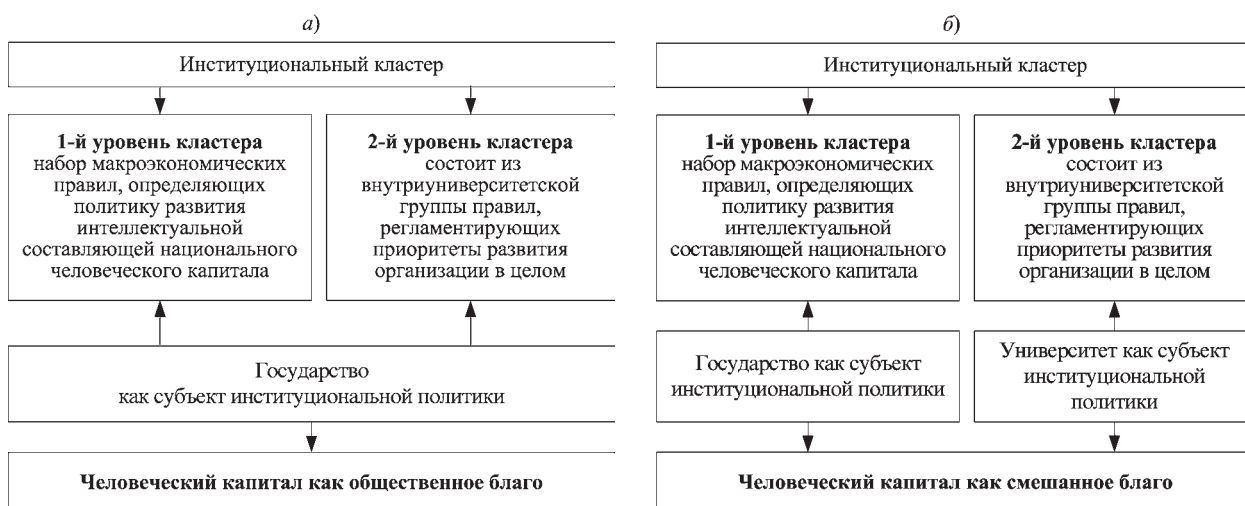 а)
Институциональный кластер
1-й уровень кластера
набор макроэкономических
правил, определяющих
политику развития
интеллектуальной
составляющей национального
человеческого капитала
2-й уровень кластера
состоит из
внутриуниверситетской
группы правил,
регламентирующих
приоритеты развития
организации в целом
Государство
как субъект институциональной политики
Человеческий капитал как общественное благо
б)
Институциональный кластер
1-й уровень кластера
набор макроэкономических
правил, определяющих
политику развития
интеллектуальной
составляющей национального
человеческого капитала
2-й уровень кластера
состоит из
внутриуниверситетской
группы правил,
регламентирующих
приоритеты развития
организации в целом
Государство как субъект
институциональной политики
Университет как субъект
институциональной
политики
Человеческий капитал как смешанное благо